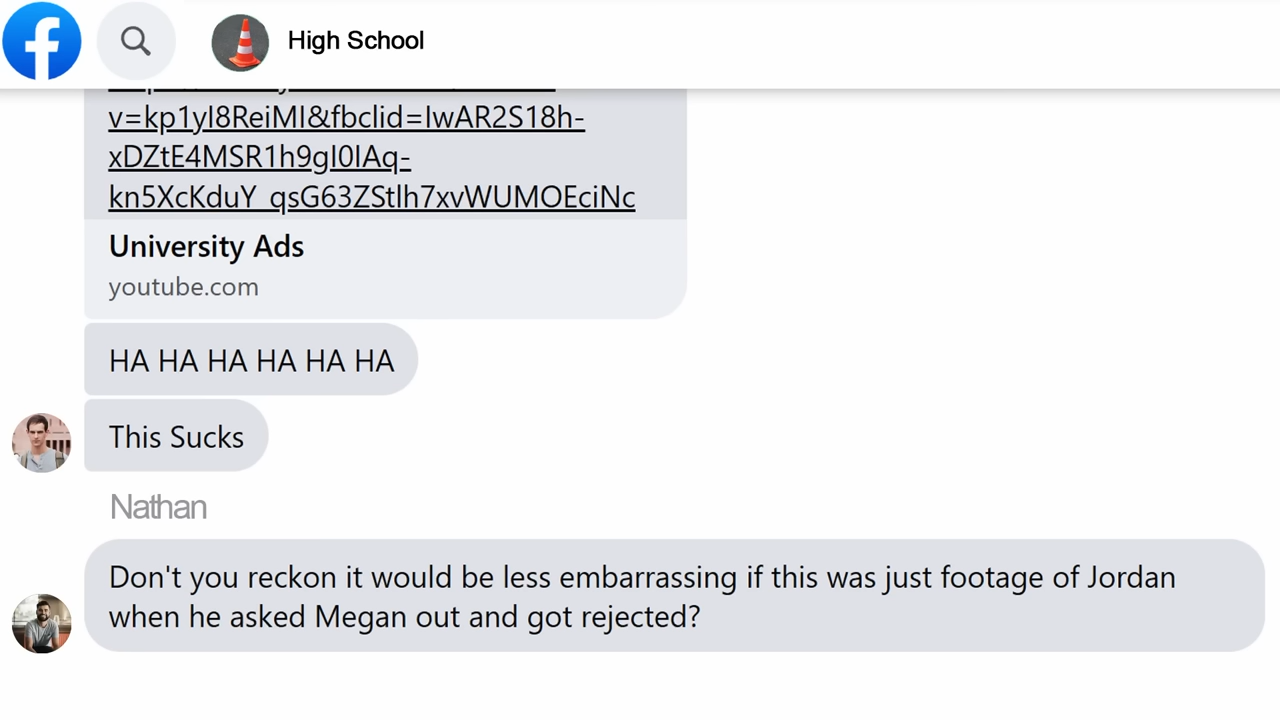 High School
v=kp1yI8ReiMI&fbclid=IwAR2S18h-
xDZtE4MSR1h9gI0IAq-
kn5XcKduY_qsG63ZStlh7xvWUMOEciNc
University Ads
youtube.com
HA HA HA HA HA HA
This Sucks
Nathan
Don't you reckon it would be less embarrassing if this was just footage of Jordan
when he asked Megan out and got rejected?